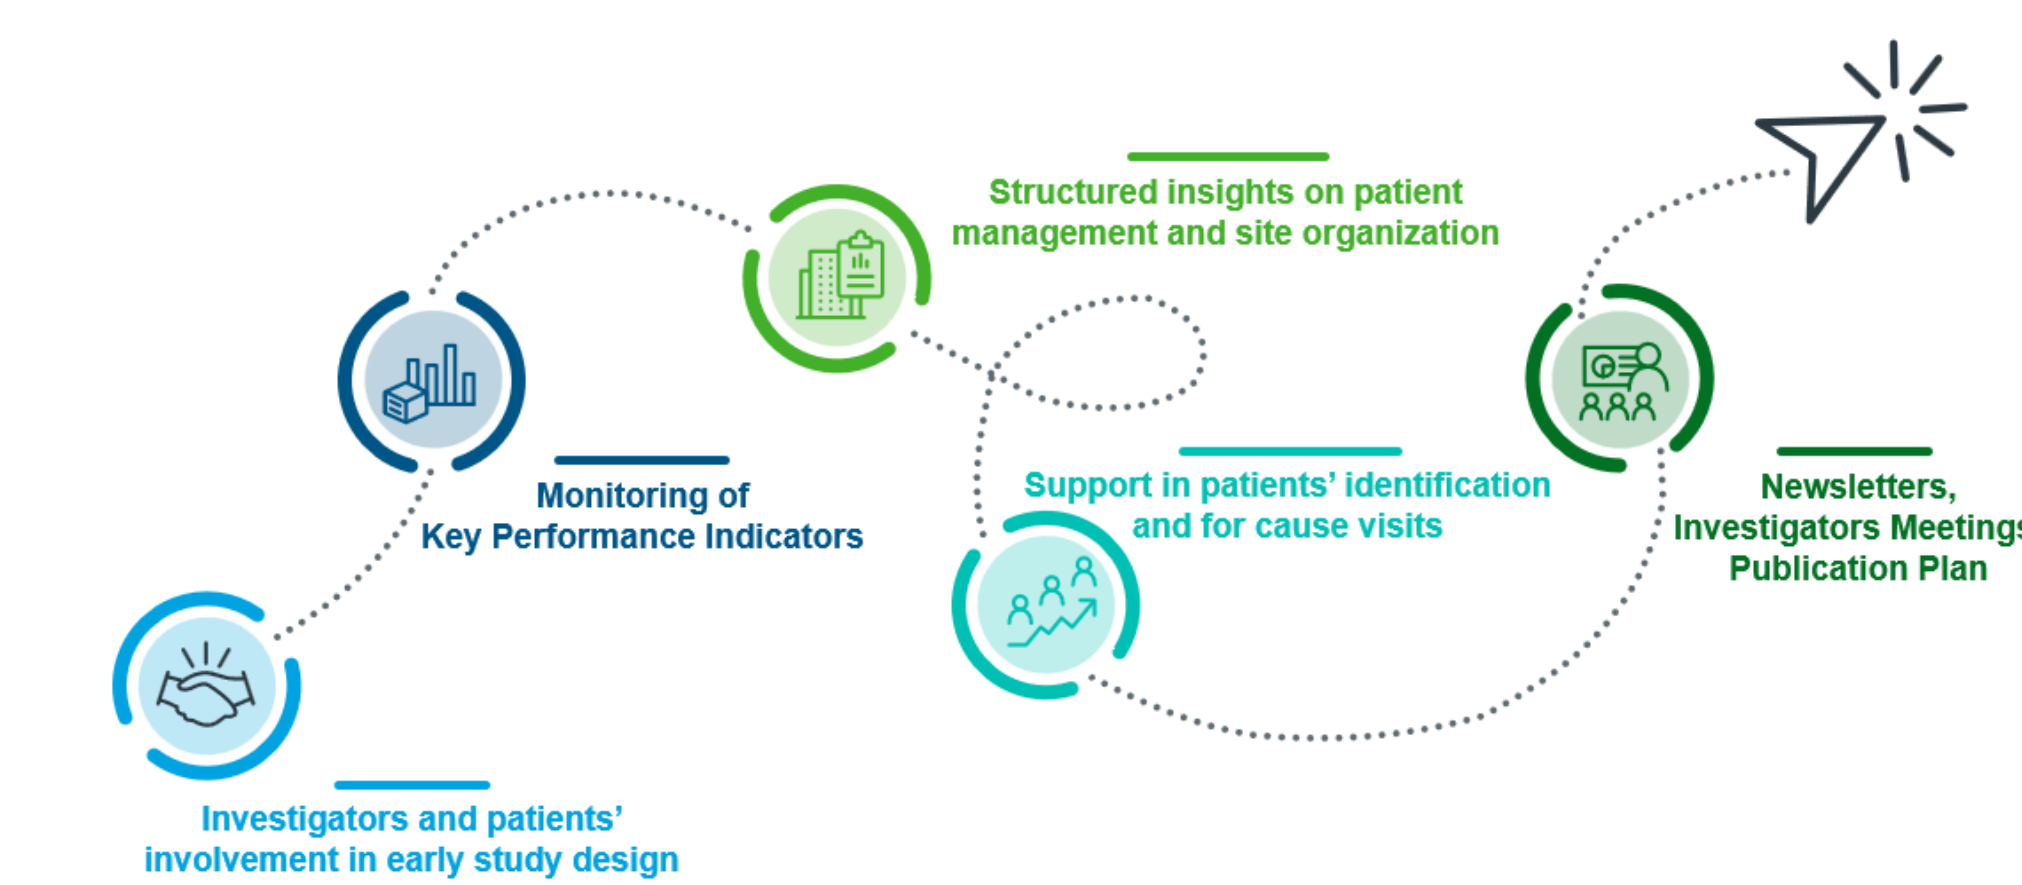 Investigators and patients’
involvement in early study design
Monitoring of
Key Performance Indicators
Structured insights on patient
management and site organization
Support in patients’ identification
and for cause visits
Newsletters,
Investigators Meetings
Publication Plan